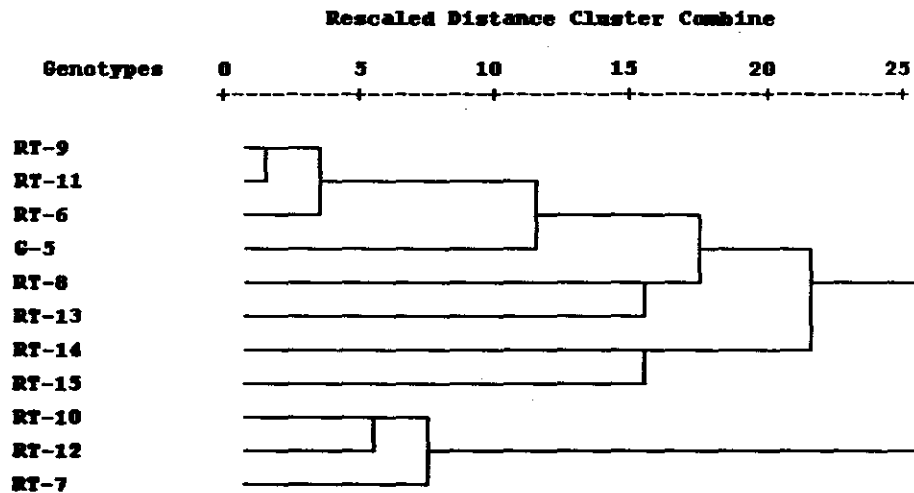 Rescaled Distance Cluster Combine
Genotypes 0 5 10 15 20 25
+---------+---------+---------+---------+---------+
RT-9
RT-11
RT-6
G-5
RT-8
RT-13
RT-14
RT-15
RT-10
RT-12
RT-7